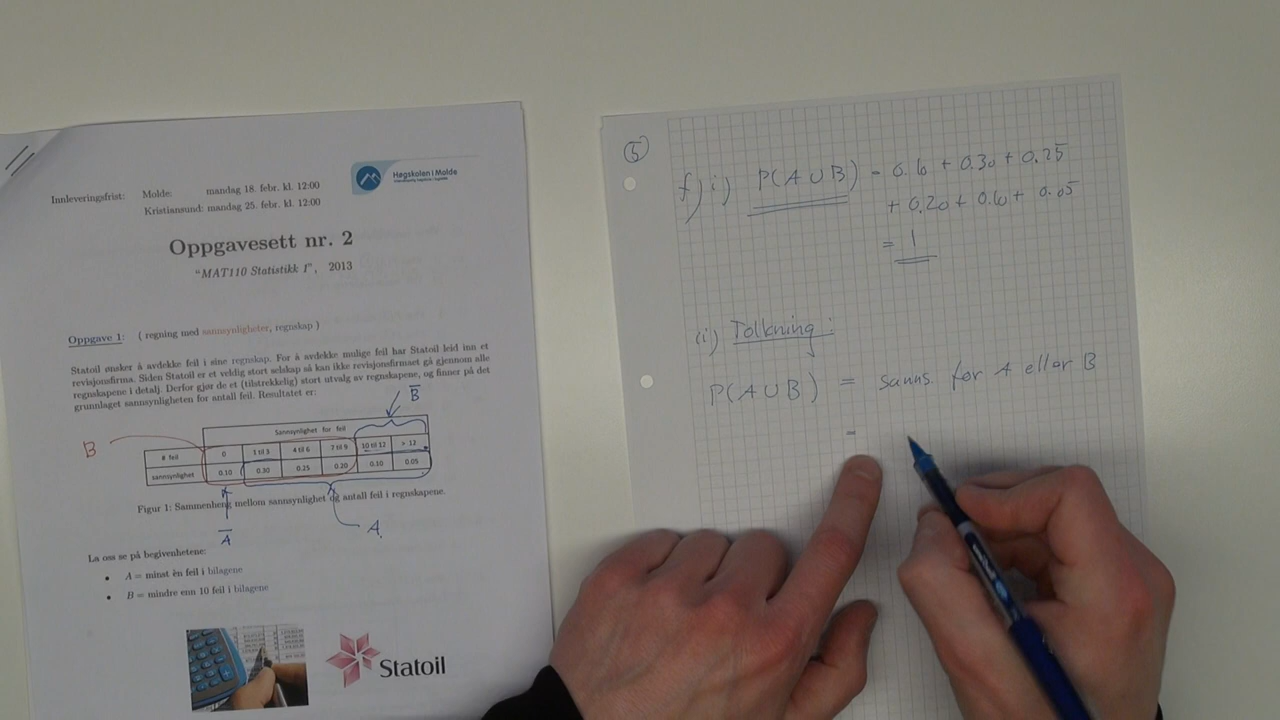 Innleveringsfrist: Molde: mandag 18. febr. kl. 12:00
Kristiansund: mandag 25. febr. kl. 12:00
Høgskolen i Molde
Oppgavesett nr. 2
"MAT110 Statistikk 1", 2013
Oppgave 1: ( regning med sannsynligheter, regnskap )
Statoil ønsker å avdekke feil i sine regnskap. For å avdekke mulige feil har Statoil leid inn et
revisjonsfirma. Siden Statoil er et veldig stort selskap så kan ikke revisjonsfirmaet gå gjennom alle
regnskapene i detalj. Derfor gjør de et (tilstrekkelig) stort utvalg av regnskapene, og finner på det
grunnlaget sannsynligheten for antall feil. Resultatet er:
B̅
B
Sannsynlighet for feil
# feil 0 1 til 3 4 til 6 7 til 9 10 til 12 > 12
sannsynlighet 0.10 0.30 0.25 0.20 0.10 0.05
Figur 1: Sammenheng mellom sannsynlighet og antall feil i regnskapene.
A̅
A
La oss se på begivenhetene:
• A = minst èn feil i bilagene
• B = mindre enn 10 feil i bilagene
Statoil
5
f) i) P(A ∪ B) = 0.10 + 0.30 + 0.25
+ 0.20 + 0.10 + 0.05
= 1
(i) Tolkning:
P(A ∪ B) = sanns. for A eller B
=